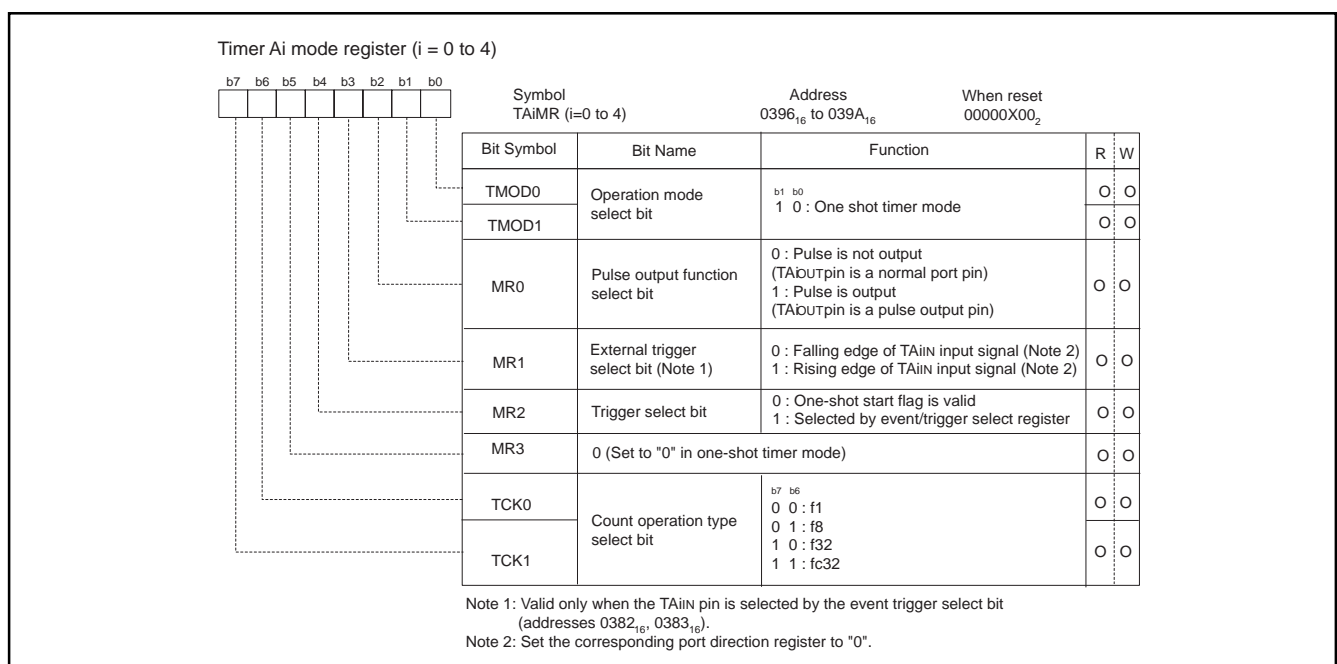 Timer Ai mode register (i = 0 to 4)
b7 b6 b5 b4 b3 b2 b1 b0
Symbol Address When reset
TAiMR (i=0 to 4) 0396₁₆ to 039A₁₆ 00000X00₂
Bit Symbol Bit Name Function R W
TMOD0 Operation mode select bit b1 b0 O O
1 0 : One shot timer mode
TMOD1 O O
MR0 Pulse output function select bit 0 : Pulse is not output O O
(TAiOUTpin is a normal port pin)
1 : Pulse is output
(TAiOUTpin is a pulse output pin)
MR1 External trigger select bit (Note 1) 0 : Falling edge of TAiIN input signal (Note 2) O O
1 : Rising edge of TAiIN input signal (Note 2)
MR2 Trigger select bit 0 : One-shot start flag is valid O O
1 : Selected by event/trigger select register
MR3 0 (Set to "0" in one-shot timer mode) O O
TCK0 Count operation type select bit b7 b6 O O
0 0 : f1
0 1 : f8
1 0 : f32
1 1 : fc32
TCK1 O O
Note 1: Valid only when the TAiIN pin is selected by the event trigger select bit
(addresses 0382₁₆, 0383₁₆).
Note 2: Set the corresponding port direction register to "0".